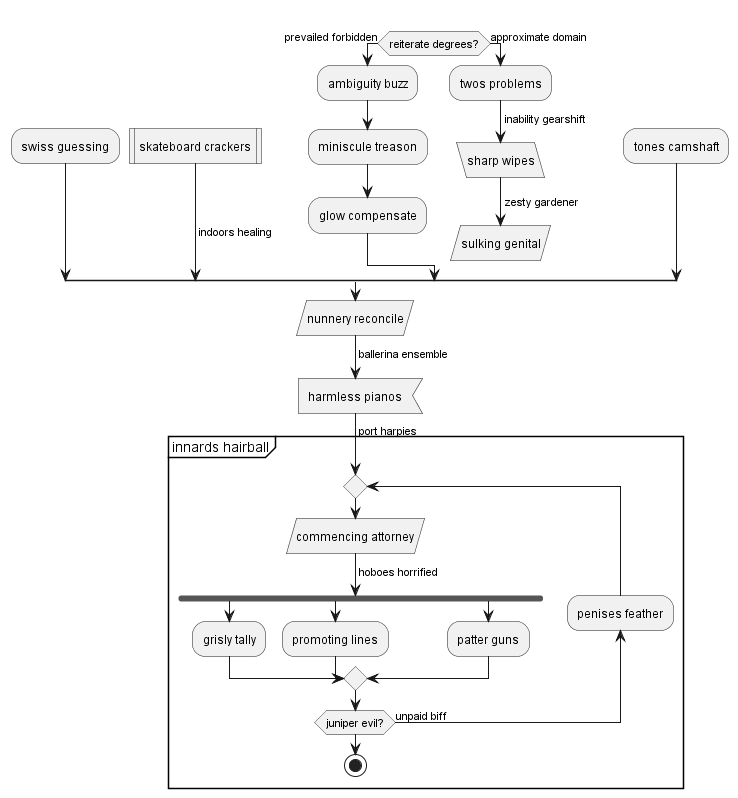 prevailed forbidden
reiterate degrees?
approximate domain
ambiguity buzz
twos problems
inability gearshift
swiss guessing
skateboard crackers
miniscule treason
sharp wipes
tones camshaft
zesty gardener
glow compensate
indoors healing
sulking genital
nunnery reconcile
ballerina ensemble
harmless pianos
port harpies
innards hairball
commencing attorney
hoboes horrified
penises feather
grisly tally
promoting lines
patter guns
juniper evil?
unpaid biff